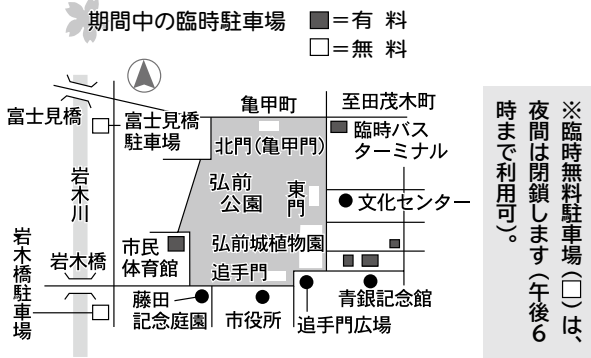 期間中の臨時駐車場
■=有 料
□=無 料
亀甲町
至田茂木町
富士見橋
富士見橋
駐車場
北門(亀甲門)
臨時バス
ターミナル
岩木川
弘前
公園
東門
文化センター
市民
体育館
弘前城植物園
追手門
岩木橋
岩木橋駐車場
藤田
記念庭園
市役所
追手門広場
青銀記念館
※臨時無料駐車場(□)は、
夜間は閉鎖します(午後6
時まで利用可)。